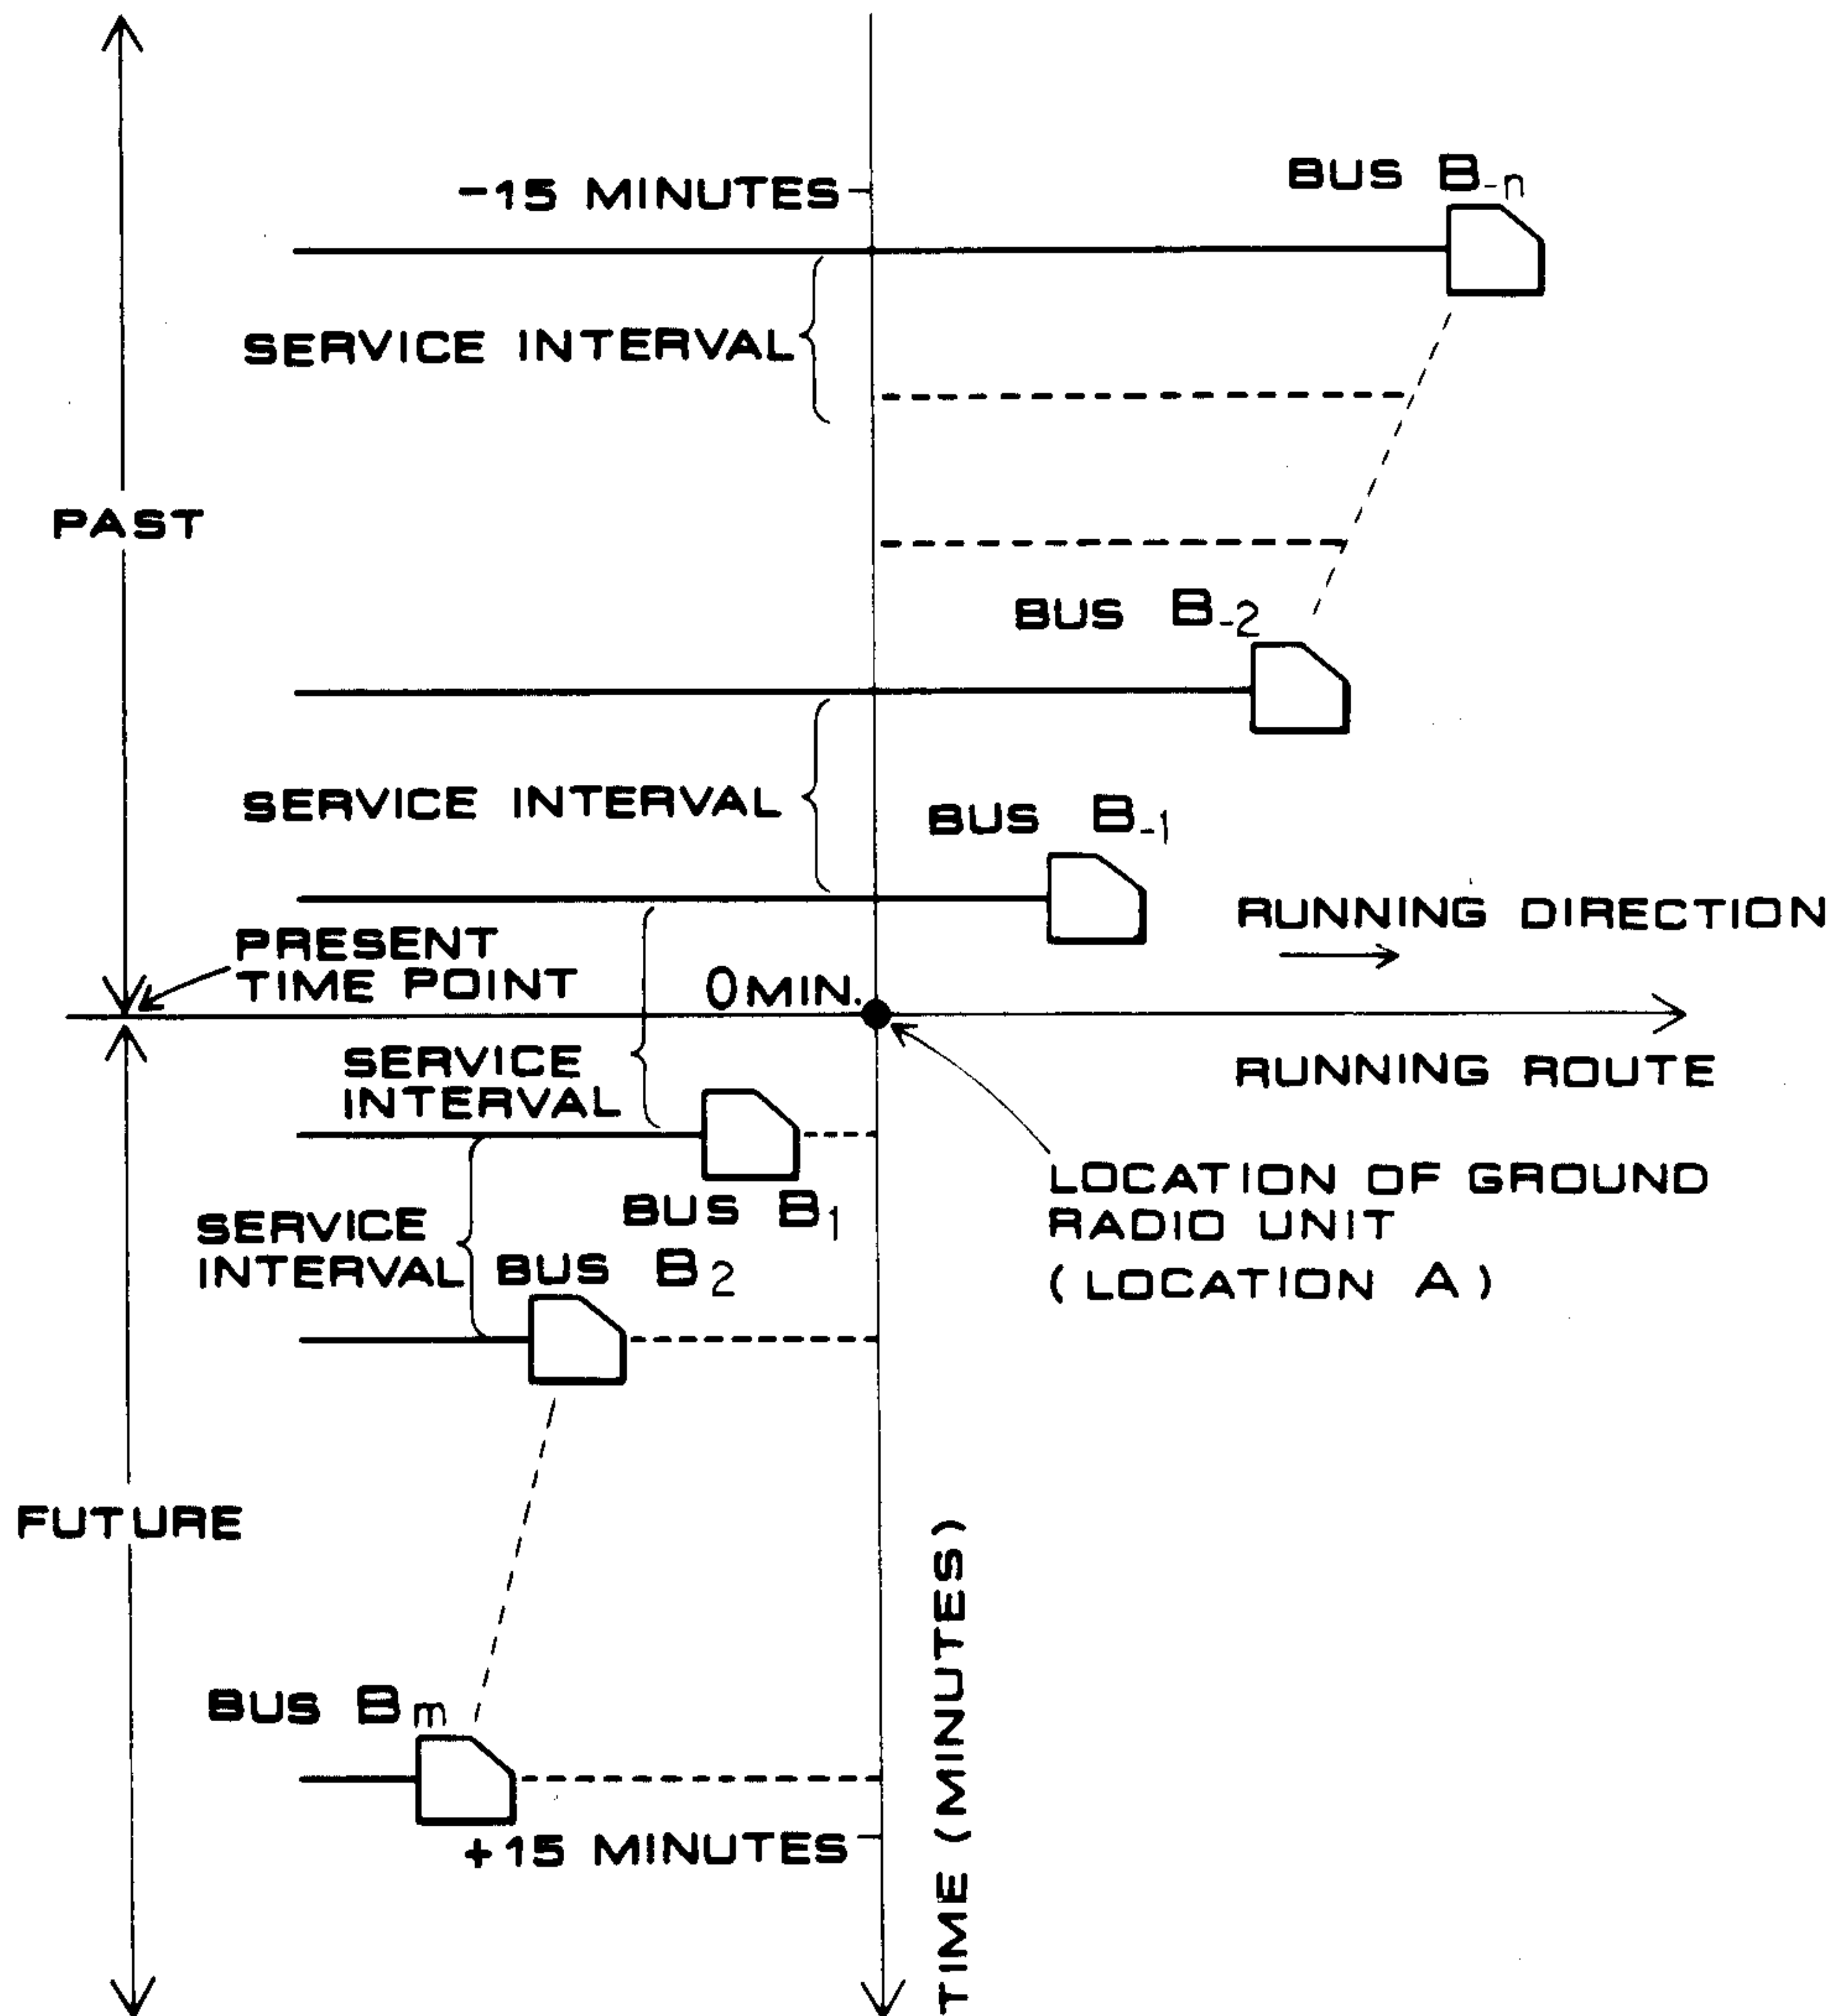 -15 MINUTES
BUS B-n
SERVICE INTERVAL
PAST
BUS B-2
SERVICE INTERVAL
BUS B-1
RUNNING DIRECTION
PRESENT
TIME POINT
0 MIN.
SERVICE
INTERVAL
RUNNING ROUTE
BUS B1
LOCATION OF GROUND
RADIO UNIT
(LOCATION A)
SERVICE
INTERVAL
BUS B2
FUTURE
TIME (MINUTES)
BUS Bm
+15 MINUTES